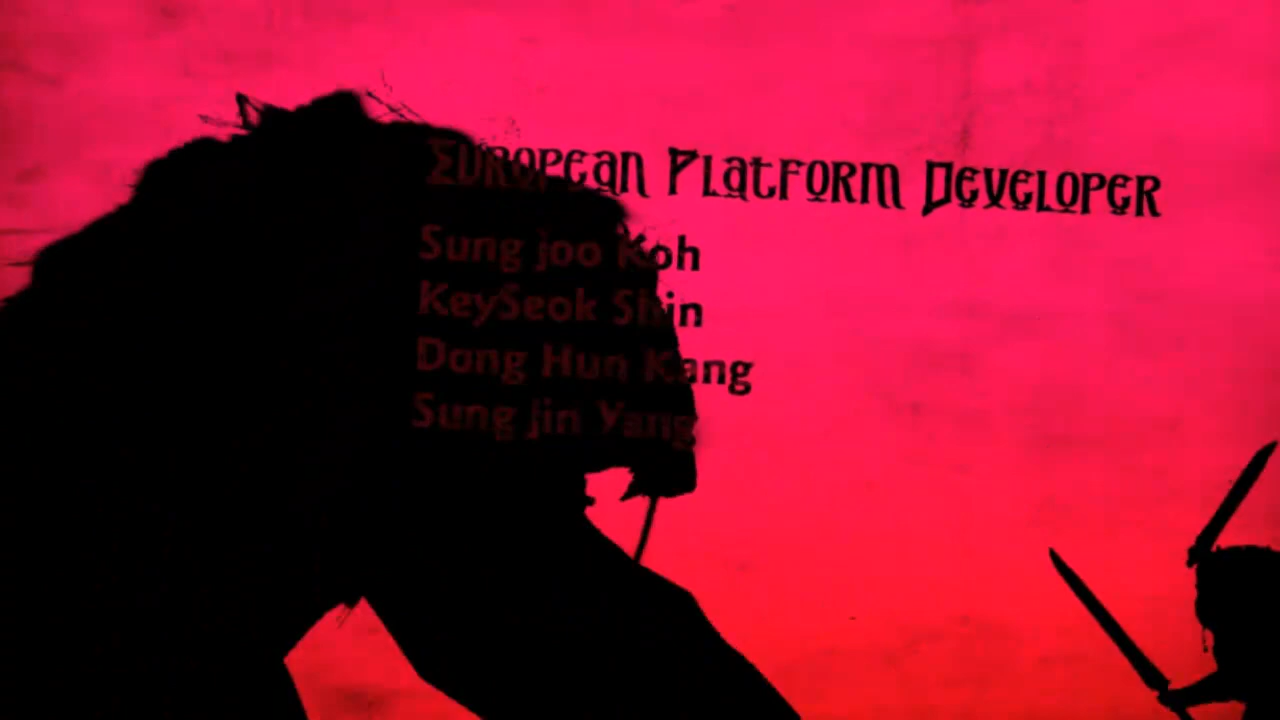 European Platform Developer
Sung joo Koh
KeySeok Shin
Dong Hun Kang
Sung jin Yang